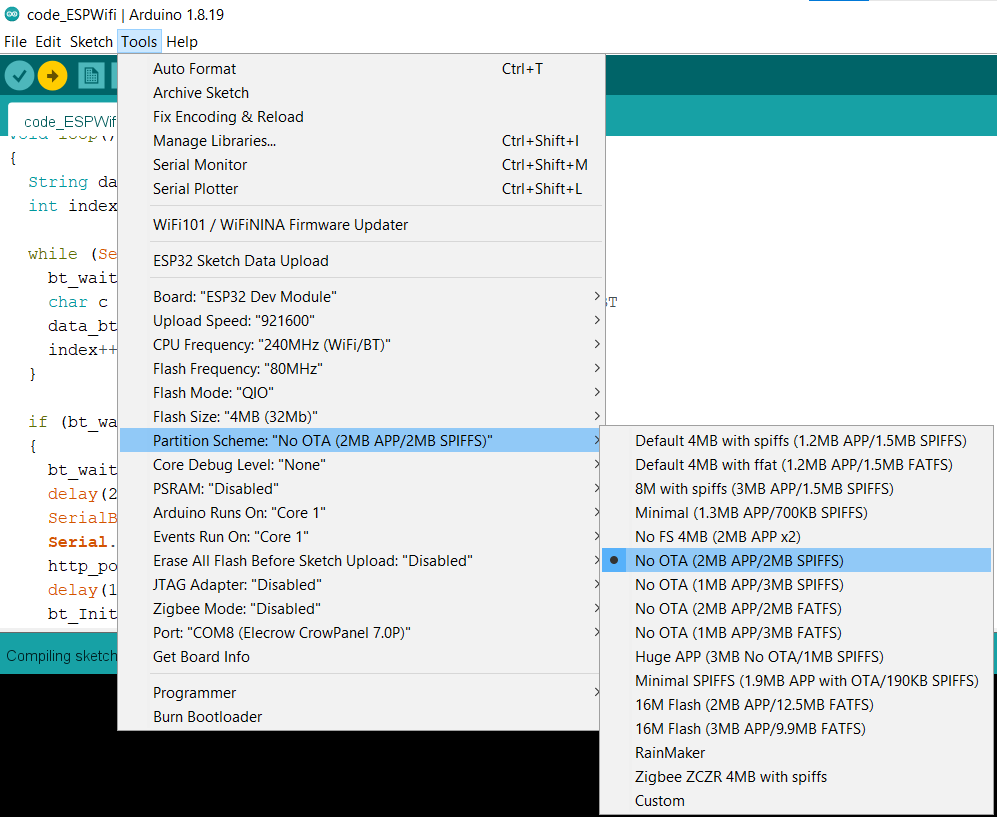 code_ESPWifi | Arduino 1.8.19
File Edit Sketch Tools Help
code_ESPWif
void loop()
{
String da
int index
while (Se
bt_wait
char c
data_bt
index++
}
if (bt_wa
{
bt_wait
delay(2
SerialB
Serial.
http_po
delay(1
bt_Init
Compiling sketch
Auto Format Ctrl+T
Archive Sketch
Fix Encoding & Reload
Manage Libraries... Ctrl+Shift+I
Serial Monitor Ctrl+Shift+M
Serial Plotter Ctrl+Shift+L
WiFi101 / WiFiNINA Firmware Updater
ESP32 Sketch Data Upload
Board: "ESP32 Dev Module"
Upload Speed: "921600"
CPU Frequency: "240MHz (WiFi/BT)"
Flash Frequency: "80MHz"
Flash Mode: "QIO"
Flash Size: "4MB (32Mb)"
Partition Scheme: "No OTA (2MB APP/2MB SPIFFS)"
Core Debug Level: "None"
PSRAM: "Disabled"
Arduino Runs On: "Core 1"
Events Run On: "Core 1"
Erase All Flash Before Sketch Upload: "Disabled"
JTAG Adapter: "Disabled"
Zigbee Mode: "Disabled"
Port: "COM8 (Elecrow CrowPanel 7.0P)"
Get Board Info
Programmer
Burn Bootloader
Default 4MB with spiffs (1.2MB APP/1.5MB SPIFFS)
Default 4MB with ffat (1.2MB APP/1.5MB FATFS)
8M with spiffs (3MB APP/1.5MB SPIFFS)
Minimal (1.3MB APP/700KB SPIFFS)
No FS 4MB (2MB APP x2)
No OTA (2MB APP/2MB SPIFFS)
No OTA (1MB APP/3MB SPIFFS)
No OTA (2MB APP/2MB FATFS)
No OTA (1MB APP/3MB FATFS)
Huge APP (3MB No OTA/1MB SPIFFS)
Minimal SPIFFS (1.9MB APP with OTA/190KB SPIFFS)
16M Flash (2MB APP/12.5MB FATFS)
16M Flash (3MB APP/9.9MB FATFS)
RainMaker
Zigbee ZCZR 4MB with spiffs
Custom